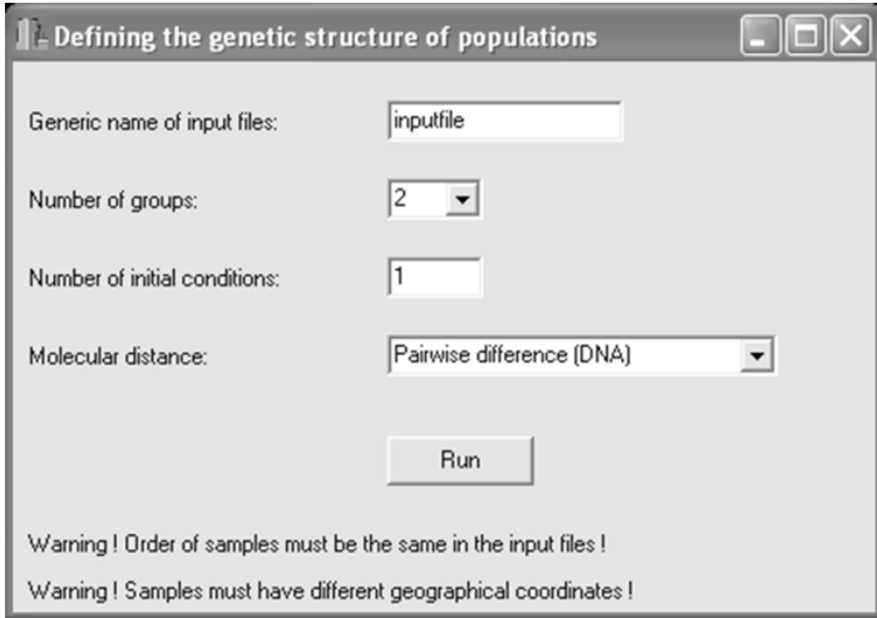 Defining the genetic structure of populations
Generic name of input files: inputfile
Number of groups: 2
Number of initial conditions: 1
Molecular distance: Pairwise difference (DNA)
Run
Warning ! Order of samples must be the same in the input files !
Warning ! Samples must have different geographical coordinates !